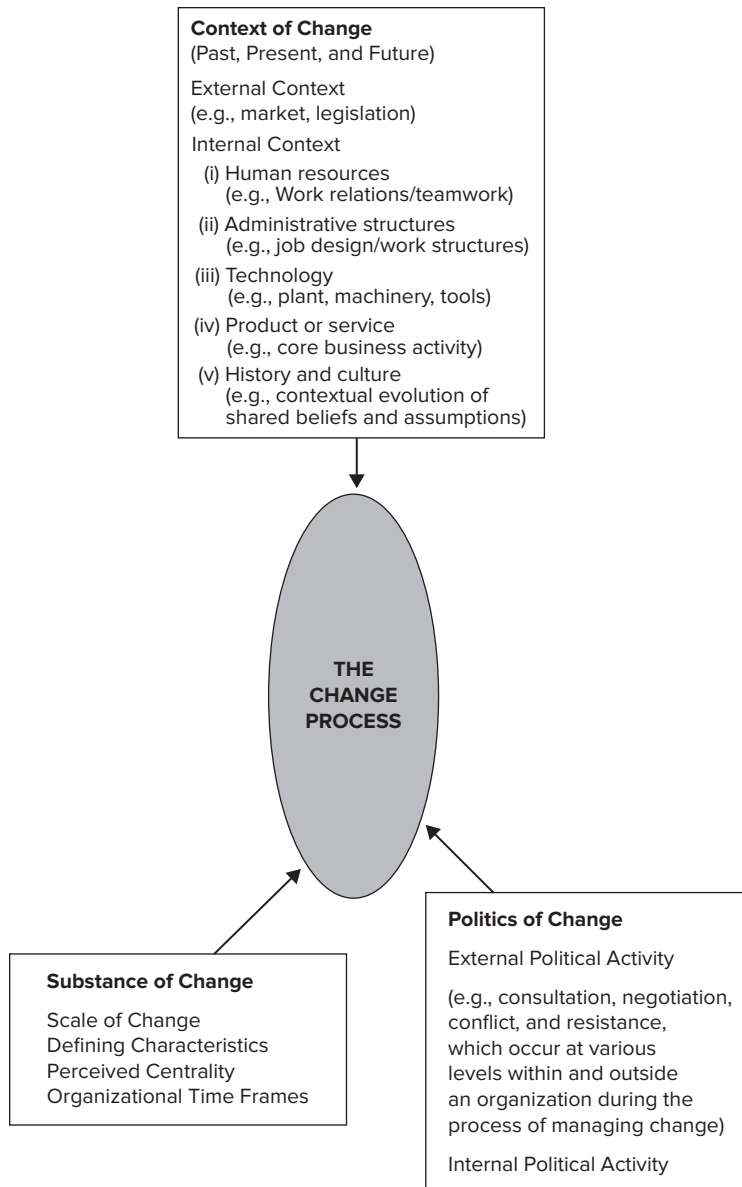 Context of Change
(Past, Present, and Future)
External Context
(e.g., market, legislation)
Internal Context
(i) Human resources
(e.g., Work relations/teamwork)
(ii) Administrative structures
(e.g., job design/work structures)
(iii) Technology
(e.g., plant, machinery, tools)
(iv) Product or service
(e.g., core business activity)
(v) History and culture
(e.g., contextual evolution of
shared beliefs and assumptions)
THE
CHANGE
PROCESS
Substance of Change
Scale of Change
Defining Characteristics
Perceived Centrality
Organizational Time Frames
Politics of Change
External Political Activity
(e.g., consultation, negotiation,
conflict, and resistance,
which occur at various
levels within and outside
an organization during the
process of managing change)
Internal Political Activity